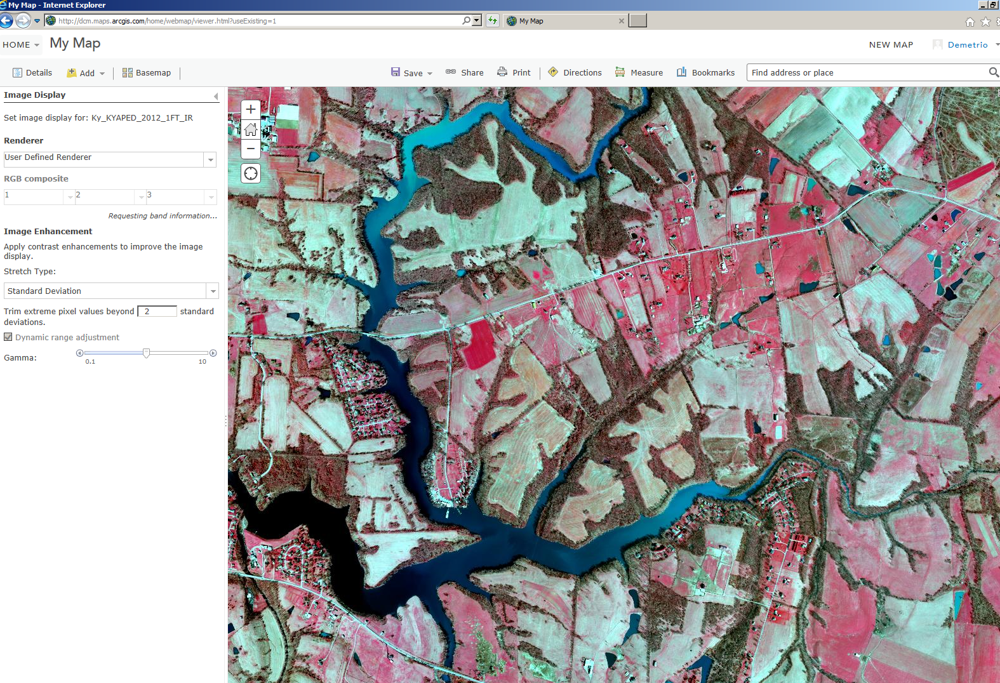 My Map - Internet Explorer
http://dcm.maps.arcgis.com/home/webmap/viewer.html?useExisting=1
My Map
HOME
My Map
NEW MAP
Demetrio
Details
Add
Basemap
Save
Share
Print
Directions
Measure
Bookmarks
Find address or place
Image Display
Set image display for: Ky_KYAPED_2012_1FT_IR
Renderer
User Defined Renderer
RGB composite
1 2 3
Requesting band information...
Image Enhancement
Apply contrast enhancements to improve the image
display.
Stretch Type:
Standard Deviation
Trim extreme pixel values beyond 2 standard
deviations.
Dynamic range adjustment
Gamma:
0.1 10